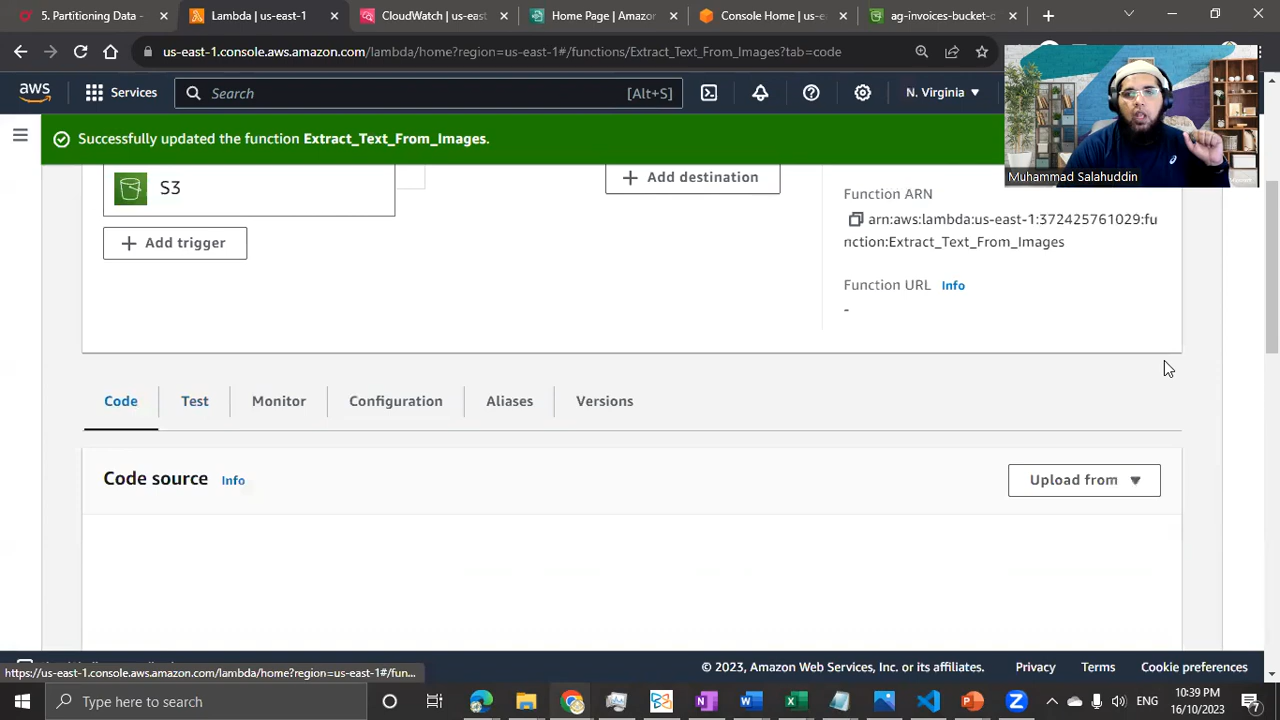 5. Partitioning Data
Lambda | us-east-1
CloudWatch | us-east
Home Page | Amazon
Console Home | us-e
ag-invoices-bucket-c
us-east-1.console.aws.amazon.com/lambda/home?region=us-east-1#/functions/Extract_Text_From_Images?tab=code
aws
Services
Search
[Alt+S]
N. Virginia
Successfully updated the function Extract_Text_From_Images.
Muhammad Salahuddin
S3
Add destination
Add trigger
Function ARN
arn:aws:lambda:us-east-1:372425761029:fu
nction:Extract_Text_From_Images
Function URL Info
-
Code
Test
Monitor
Configuration
Aliases
Versions
Code source Info
Upload from
https://us-east-1.console.aws.amazon.com/lambda/home?region=us-east-1#/fun...
© 2023, Amazon Web Services, Inc. or its affiliates.
Privacy
Terms
Cookie preferences
Type here to search
ENG
10:39 PM
16/10/2023
7